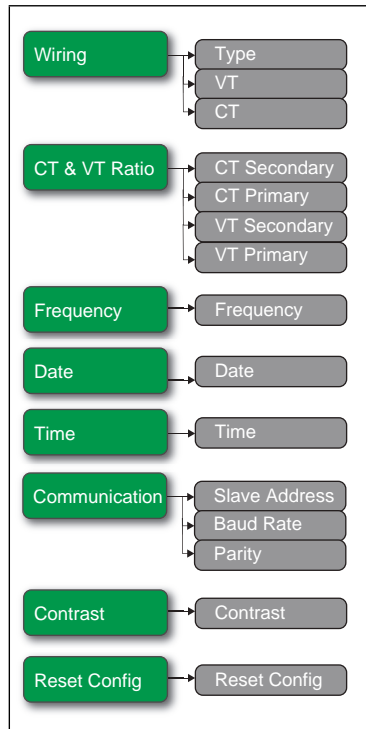 Wiring
Type
VT
CT
CT & VT Ratio
CT Secondary
CT Primary
VT Secondary
VT Primary
Frequency
Frequency
Date
Date
Time
Time
Communication
Slave Address
Baud Rate
Parity
Contrast
Contrast
Reset Config
Reset Config